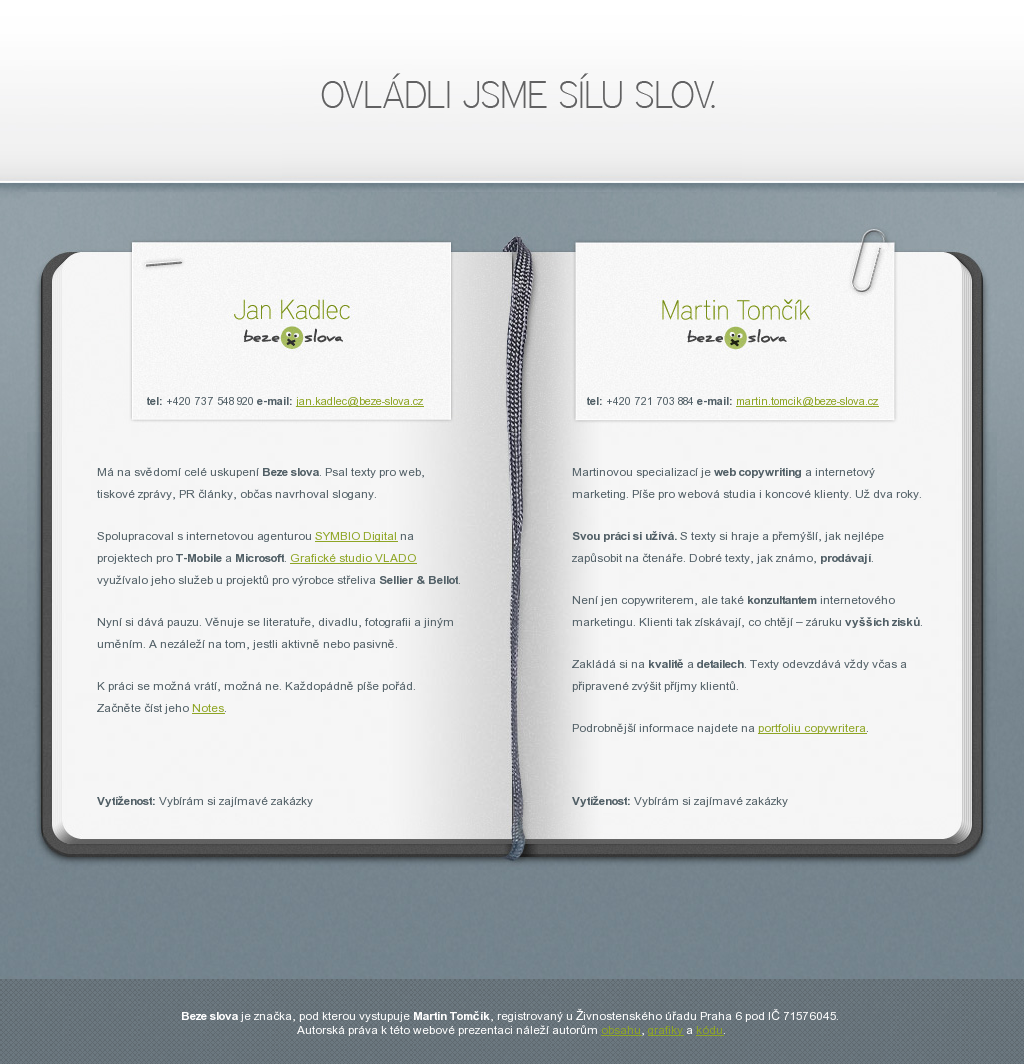 OVLÁDLI JSME SÍLU SLOV.
Jan Kadlec
beze slova
tel: +420 737 548 920 e-mail: jan.kadlec@beze-slova.cz
Má na svědomí celé uskupení Beze slova. Psal texty pro web,
tiskové zprávy, PR články, občas navrhoval slogany.
Spolupracoval s internetovou agenturou SYMBIO Digital na
projektech pro T-Mobile a Microsoft. Grafické studio VLADO
využívalo jeho služeb u projektů pro výrobce střeliva Sellier & Bellot.
Nyní si dává pauzu. Věnuje se literatuře, divadlu, fotografii a jiným
uměním. A nezáleží na tom, jestli aktivně nebo pasivně.
K práci se možná vrátí, možná ne. Každopádně píše pořád.
Začněte číst jeho Notes.
Vytíženost: Vybírám si zajímavé zakázky
Martin Tomčík
beze slova
tel: +420 721 703 884 e-mail: martin.tomcik@beze-slova.cz
Martinovou specializací je web copywriting a internetový
marketing. Píše pro webová studia i koncové klienty. Už dva roky.
Svou práci si užívá. S texty si hraje a přemýšlí, jak nejlépe
zapůsobit na čtenáře. Dobré texty, jak známo, prodávají.
Není jen copywriterem, ale také konzultantem internetového
marketingu. Klienti tak získávají, co chtějí – záruku vyšších zisků.
Zakládá si na kvalitě a detailech. Texty odevzdává vždy včas a
připravené zvýšit příjmy klientů.
Podrobnější informace najdete na portfoliu copywritera.
Vytíženost: Vybírám si zajímavé zakázky
Beze slova je značka, pod kterou vystupuje Martin Tomčík, registrovaný u Živnostenského úřadu Praha 6 pod IČ 71576045.
Autorská práva k této webové prezentaci náleží autorům obsahu, grafiky a kódu.